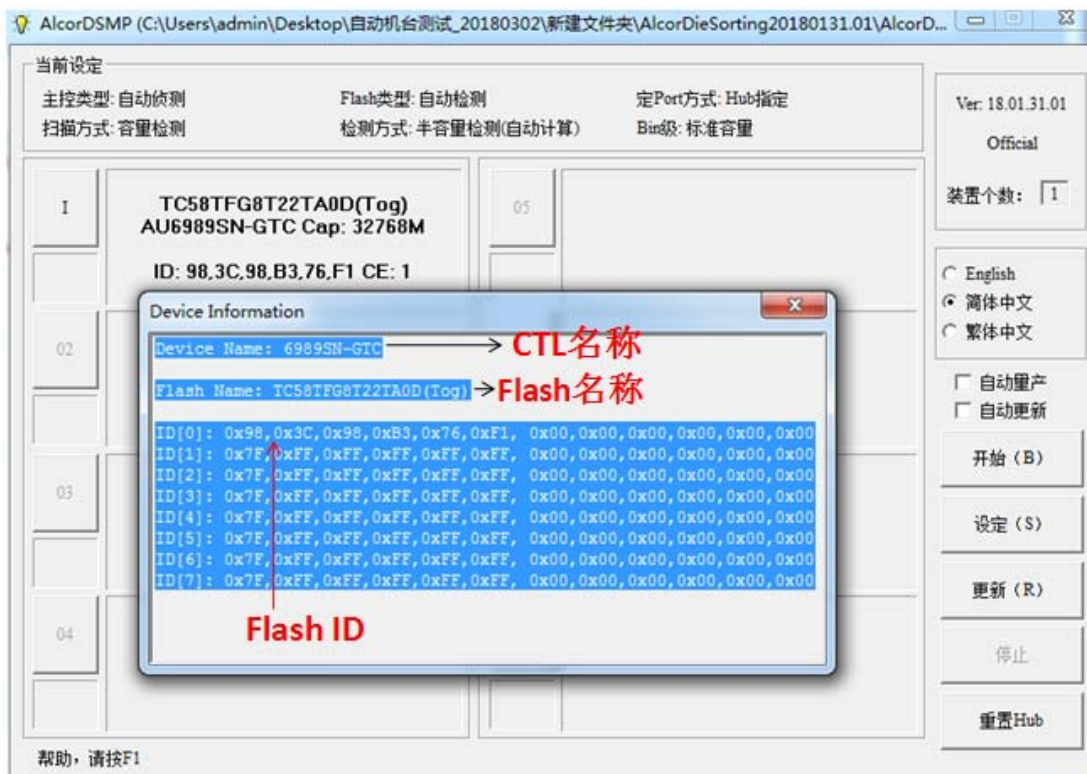 AlcorDSMP (C:\Users\admin\Desktop\自动机台测试_20180302\新建文件夹\AlcorDieSorting20180131.01\AlcorD...
当前设定
主控类型: 自动侦测 Flash类型: 自动检测 定Port方式: Hub指定
扫描方式: 容量检测 检测方式: 半容量检测(自动计算) Bin级: 标准容量
Ver: 18.01.31.01
Official
装置个数: 1
I
TC58TFG8T22TA0D(Tog)
AU6989SN-GTC Cap: 32768M
ID: 98,3C,98,B3,76,F1 CE: 1
05
English
简体中文
繁体中文
Device Information
Device Name: 6989SN-GTC
CTL名称
Flash Name: TC58TFG8T22TA0D(Tog)
Flash名称
ID[0]: 0x98,0x3C,0x98,0xB3,0x76,0xF1, 0x00,0x00,0x00,0x00,0x00,0x00
ID[1]: 0x7F,0xFF,0xFF,0xFF,0xFF,0xFF, 0x00,0x00,0x00,0x00,0x00,0x00
ID[2]: 0x7F,0xFF,0xFF,0xFF,0xFF,0xFF, 0x00,0x00,0x00,0x00,0x00,0x00
ID[3]: 0x7F,0xFF,0xFF,0xFF,0xFF,0xFF, 0x00,0x00,0x00,0x00,0x00,0x00
ID[4]: 0x7F,0xFF,0xFF,0xFF,0xFF,0xFF, 0x00,0x00,0x00,0x00,0x00,0x00
ID[5]: 0x7F,0xFF,0xFF,0xFF,0xFF,0xFF, 0x00,0x00,0x00,0x00,0x00,0x00
ID[6]: 0x7F,0xFF,0xFF,0xFF,0xFF,0xFF, 0x00,0x00,0x00,0x00,0x00,0x00
ID[7]: 0x7F,0xFF,0xFF,0xFF,0xFF,0xFF, 0x00,0x00,0x00,0x00,0x00,0x00
Flash ID
02
03
04
自动量产
自动更新
开始 (B)
设定 (S)
更新 (R)
停止
重置Hub
帮助，请按F1